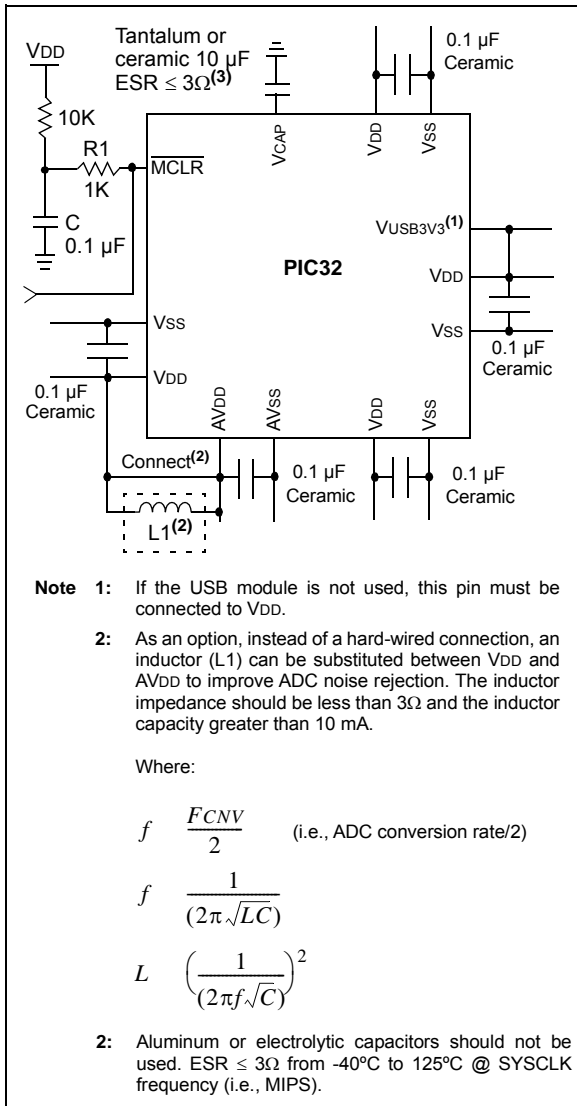 VDD
Tantalum or
ceramic 10 µF
ESR ≤ 3Ω(3)
0.1 µF
Ceramic
10K
R1
1K
C
0.1 µF
MCLR
VCAP
VDD
VSS
VUSB3V3(1)
VDD
VSS
0.1 µF
Ceramic
PIC32
VSS
VDD
0.1 µF
Ceramic
AVDD
AVSS
VDD
VSS
Connect(2)
L1(2)
0.1 µF
Ceramic
0.1 µF
Ceramic
Note 1: If the USB module is not used, this pin must be
connected to VDD.
2: As an option, instead of a hard-wired connection, an
inductor (L1) can be substituted between VDD and
AVDD to improve ADC noise rejection. The inductor
impedance should be less than 3Ω and the inductor
capacity greater than 10 mA.
Where:
f FCNV/2 (i.e., ADC conversion rate/2)
f 1/(2π√LC)
L (1/(2πf√C))²
2: Aluminum or electrolytic capacitors should not be
used. ESR ≤ 3Ω from -40ºC to 125ºC @ SYSCLK
frequency (i.e., MIPS).